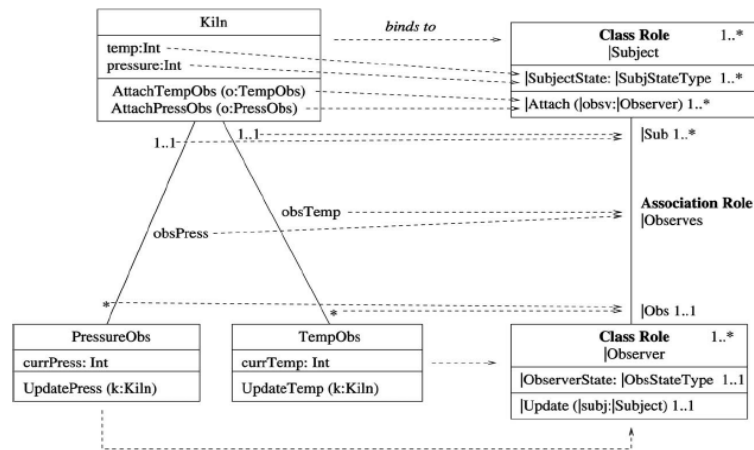 Kiln
temp:Int
pressure:Int
AttachTempObs (o:TempObs)
AttachPressObs (o:PressObs)
binds to
Class Role 1..*
|Subject
|SubjectState: |SubjStateType 1..*
|Attach (|obsv:|Observer) 1..*
1..1
1..1
|Sub 1..*
obsTemp
obsPress
Association Role
|Observes
*
*
|Obs 1..1
PressureObs
currPress: Int
UpdatePress (k:Kiln)
TempObs
currTemp: Int
UpdateTemp (k:Kiln)
Class Role 1..*
|Observer
|ObserverState: |ObsStateType 1..1
|Update (|subj:|Subject) 1..1